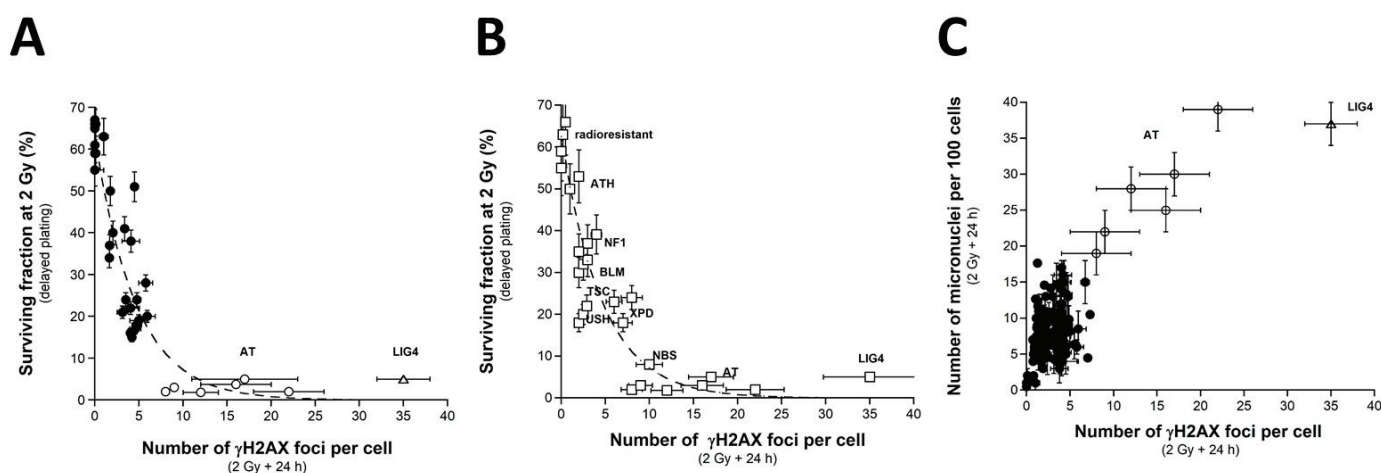 A
Surviving fraction at 2 Gy (%)
(delayed plating)
70
60
50
40
30
20
10
0
AT
LIG4
0 5 10 15 20 25 30 35 40
Number of γH2AX foci per cell
(2 Gy + 24 h)
B
Surviving fraction at 2 Gy (%)
(delayed plating)
70
60
50
40
30
20
10
0
radioresistant
ATH
NF1
BLM
TSC
USH
XPD
NBS
AT
LIG4
0 5 10 15 20 25 30 35 40
Number of γH2AX foci per cell
(2 Gy + 24 h)
C
Number of micronuclei per 100 cells
(2 Gy + 24 h)
40
35
30
25
20
15
10
5
0
AT
LIG4
0 5 10 15 20 25 30 35 40
Number of γH2AX foci per cell
(2 Gy + 24 h)